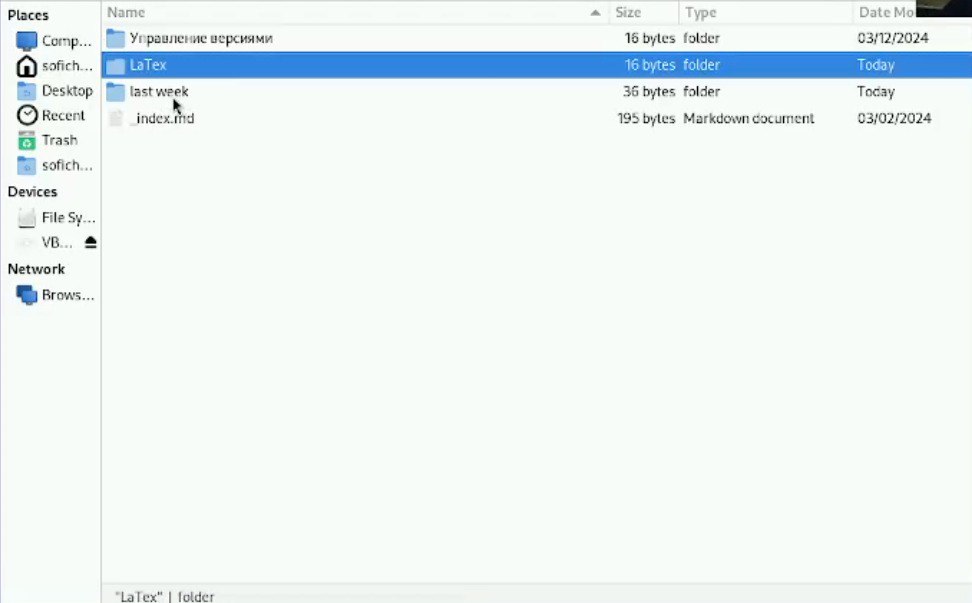 Places
Comp...
sofich...
Desktop
Recent
Trash
sofich...
Devices
File Sy...
VB...
Network
Brows...
Name Size Type Date Mo
Управление версиями 16 bytes folder 03/12/2024
LaTex 16 bytes folder Today
last week 36 bytes folder Today
_index.md 195 bytes Markdown document 03/02/2024
"LaTex" | folder